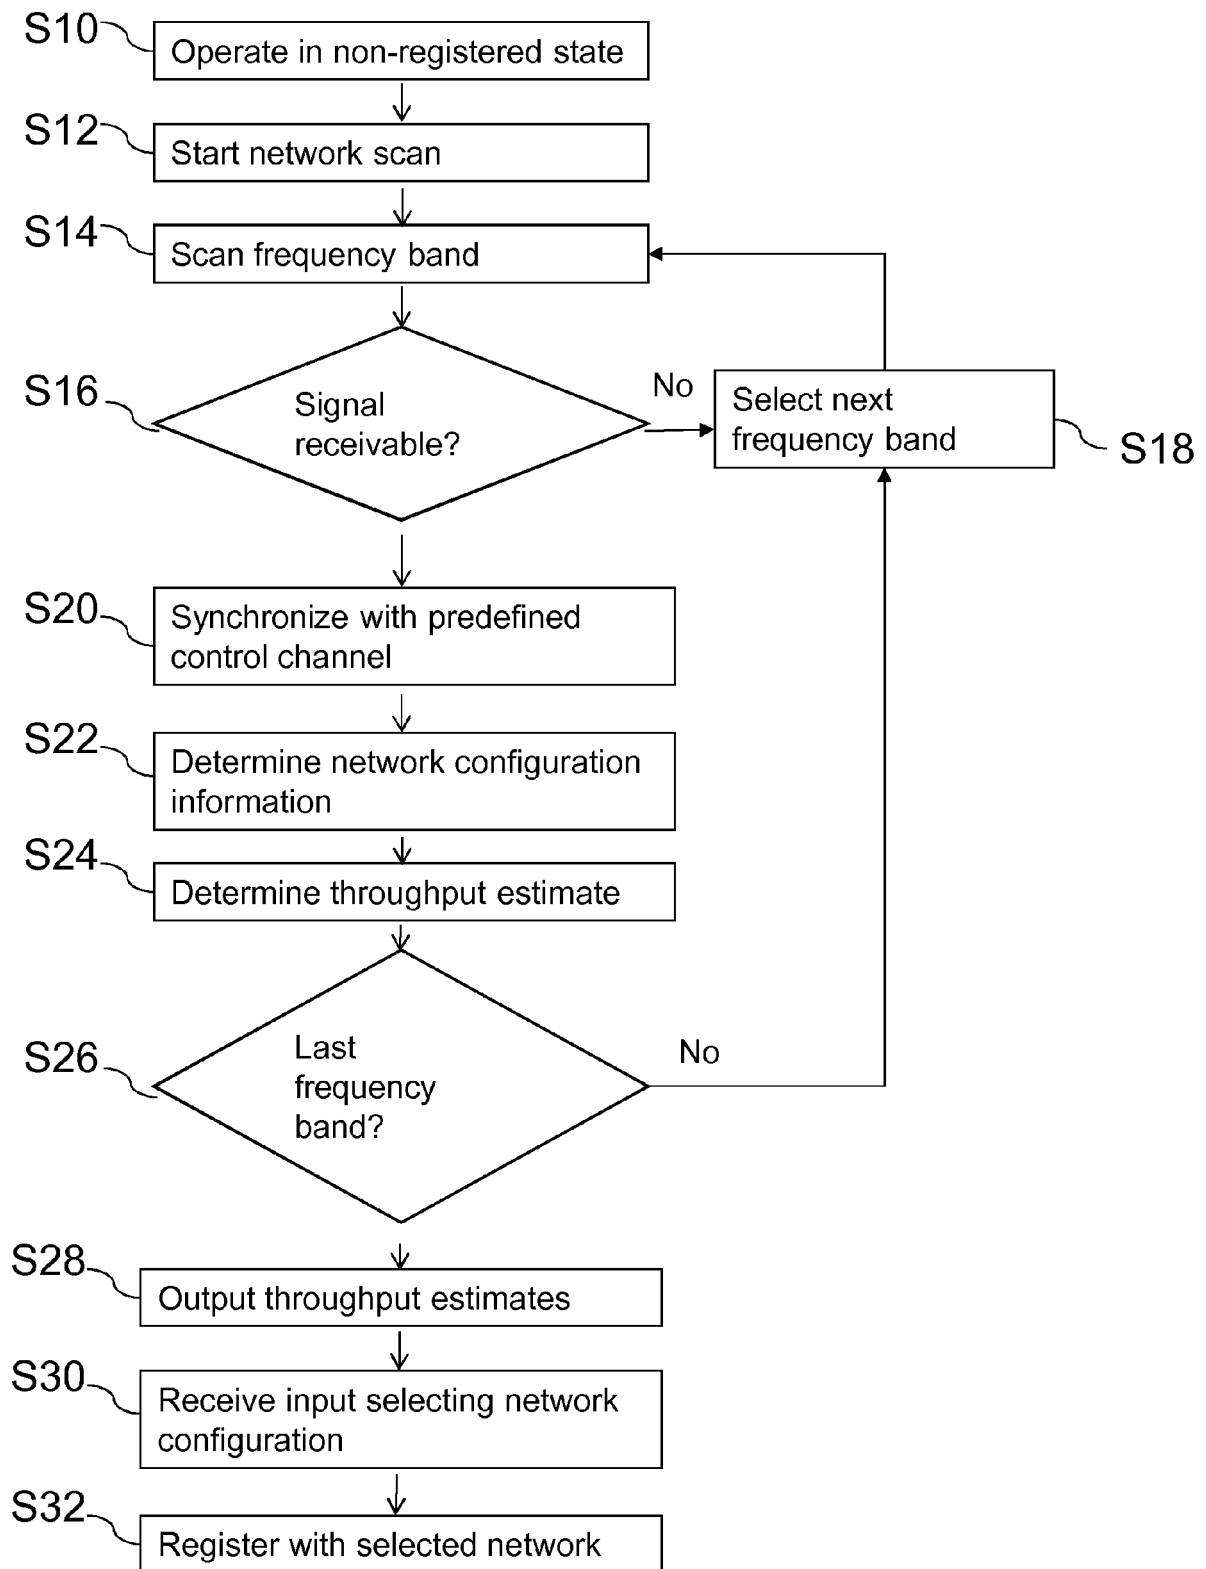 S10
Operate in non-registered state
S12
Start network scan
S14
Scan frequency band
S16
Signal
receivable?
No
Select next
frequency band
S18
S20
Synchronize with predefined
control channel
S22
Determine network configuration
information
S24
Determine throughput estimate
S26
Last
frequency
band?
No
S28
Output throughput estimates
S30
Receive input selecting network
configuration
S32
Register with selected network